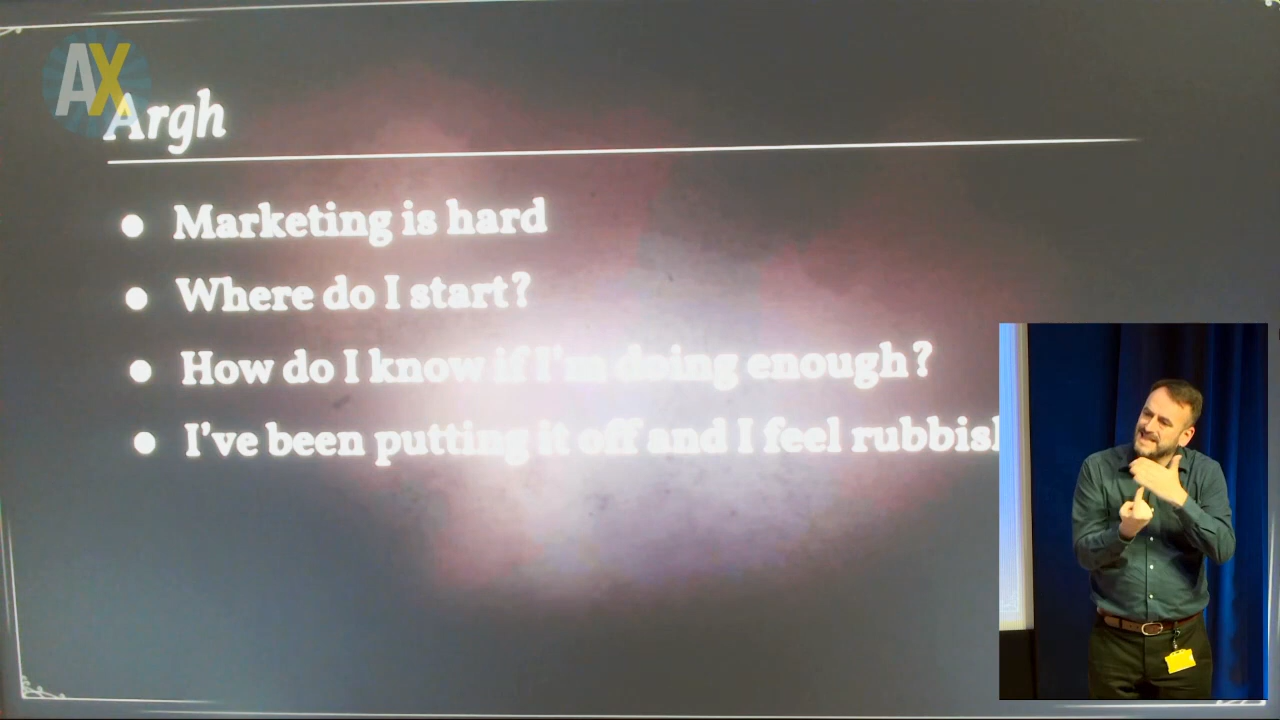 AX
Argh
Marketing is hard
Where do I start?
How do I know if I'm doing enough?
I've been putting it off and I feel rubbish